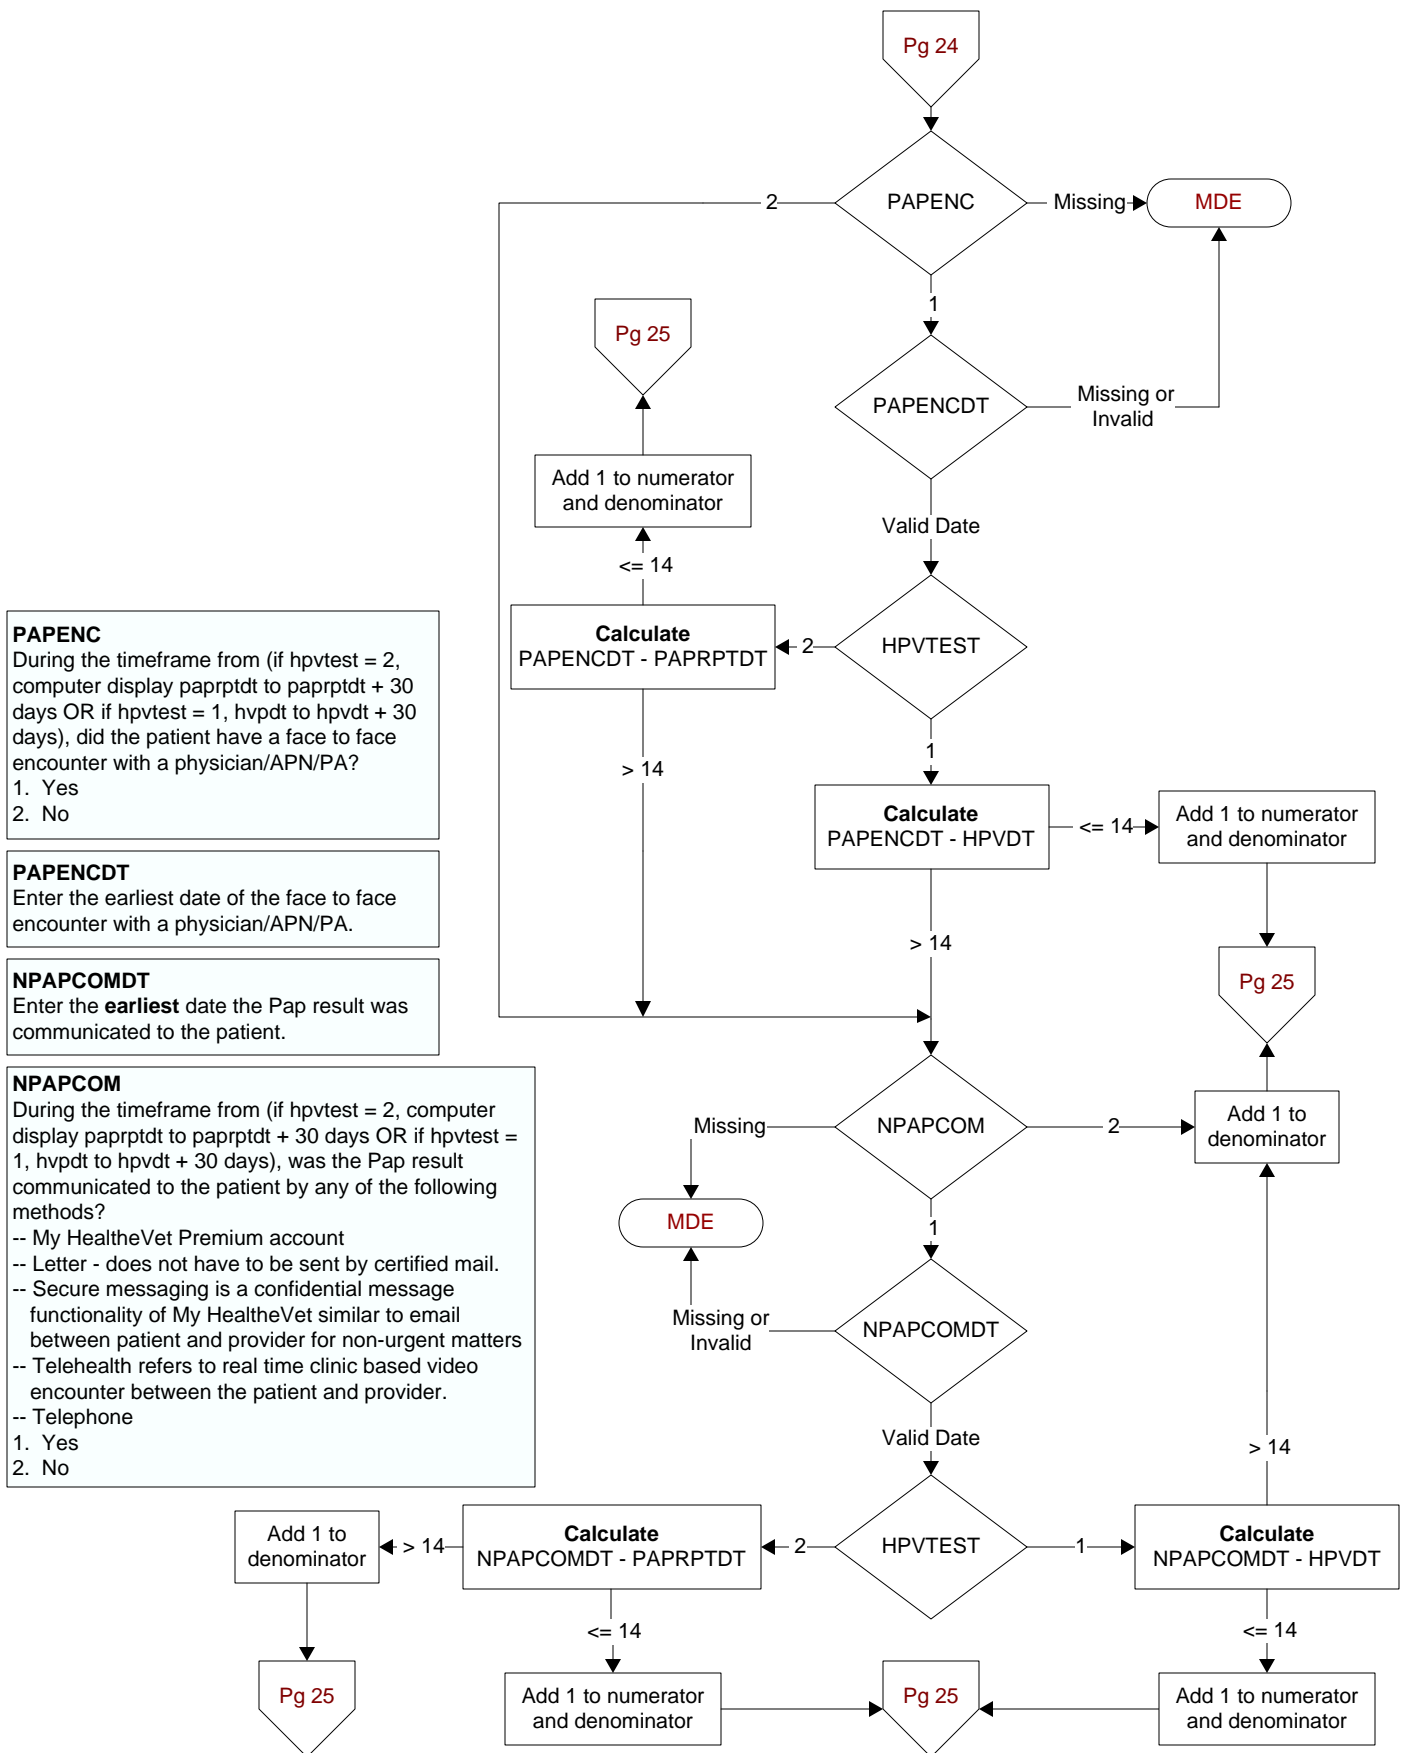 Pg 24
2
PAPENC
Missing
MDE
1
Pg 25
PAPENCDT
Missing or
Invalid
Add 1 to numerator
and denominator
Valid Date
<= 14
Calculate
PAPENCDT - PAPRPTDT
2
HPVTEST
1
> 14
Calculate
PAPENCDT - HPVDT
<= 14
Add 1 to numerator
and denominator
> 14
Pg 25
PAPENC
During the timeframe from (if hpvtest = 2,
computer display paprptdt to paprptdt + 30
days OR if hpvtest = 1, hvpdt to hpvdt + 30
days), did the patient have a face to face
encounter with a physician/APN/PA?
1. Yes
2. No
PAPENCDT
Enter the earliest date of the face to face
encounter with a physician/APN/PA.
NPAPCOMDT
Enter the earliest date the Pap result was
communicated to the patient.
NPAPCOM
During the timeframe from (if hpvtest = 2, computer
display paprptdt to paprptdt + 30 days OR if hpvtest =
1, hvpdt to hpvdt + 30 days), was the Pap result
communicated to the patient by any of the following
methods?
-- My HealtheVet Premium account
-- Letter - does not have to be sent by certified mail.
-- Secure messaging is a confidential message
functionality of My HealtheVet similar to email
between patient and provider for non-urgent matters
-- Telehealth refers to real time clinic based video
encounter between the patient and provider.
-- Telephone
1. Yes
2. No
Missing
NPAPCOM
2
Add 1 to
denominator
MDE
1
Missing or
Invalid
NPAPCOMDT
Valid Date
> 14
Add 1 to
denominator
> 14
Calculate
NPAPCOMDT - PAPRPTDT
2
HPVTEST
1
Calculate
NPAPCOMDT - HPVDT
<= 14
<= 14
Pg 25
Add 1 to numerator
and denominator
Pg 25
Add 1 to numerator
and denominator